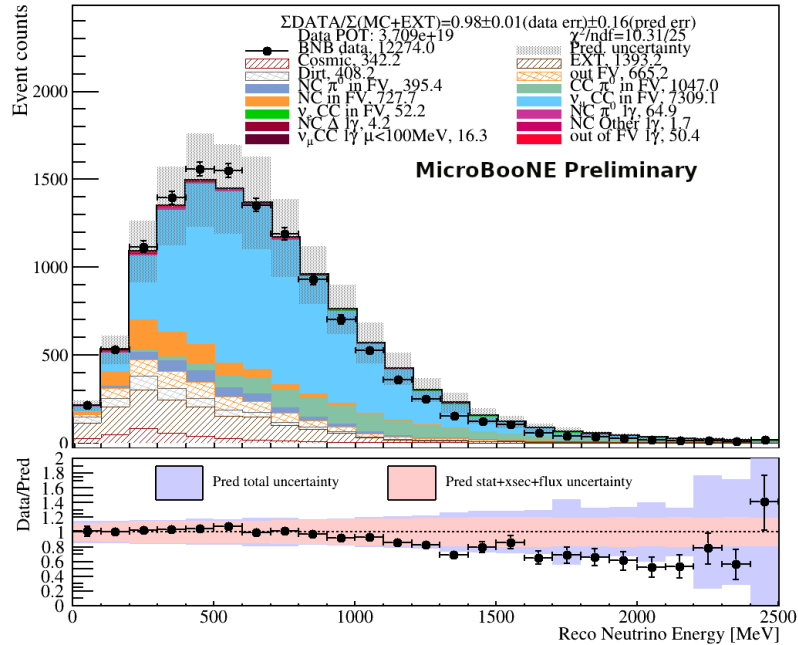 ΣDATA/Σ(MC+EXT)=0.98±0.01(data err)±0.16(pred err)
Data POT: 3.709e+19 χ²/ndf=10.31/25
BNB data, 12274.0 Pred. uncertainty
Cosmic, 342.2 EXT, 1393.2
Dirt, 408.2 out FV, 665.2
NC π⁰ in FV, 395.4 CC π⁰ in FV, 1047.0
NC in FV, 727.7 ν_μ CC in FV, 7309.1
ν_e CC in FV, 52.2 NC π⁰ 1γ, 64.9
NC Δ 1γ, 4.2 NC Other 1γ, 1.7
ν_μCC 1γ μ<100MeV, 16.3 out of FV 1γ, 50.4
MicroBooNE Preliminary
Event counts
2000
1500
1000
500
0
Data/Pred
2
1.8
1.6
1.4
1.2
1
0.8
0.6
0.4
0.2
0
Pred total uncertainty Pred stat+xsec+flux uncertainty
0 500 1000 1500 2000 2500
Reco Neutrino Energy [MeV]